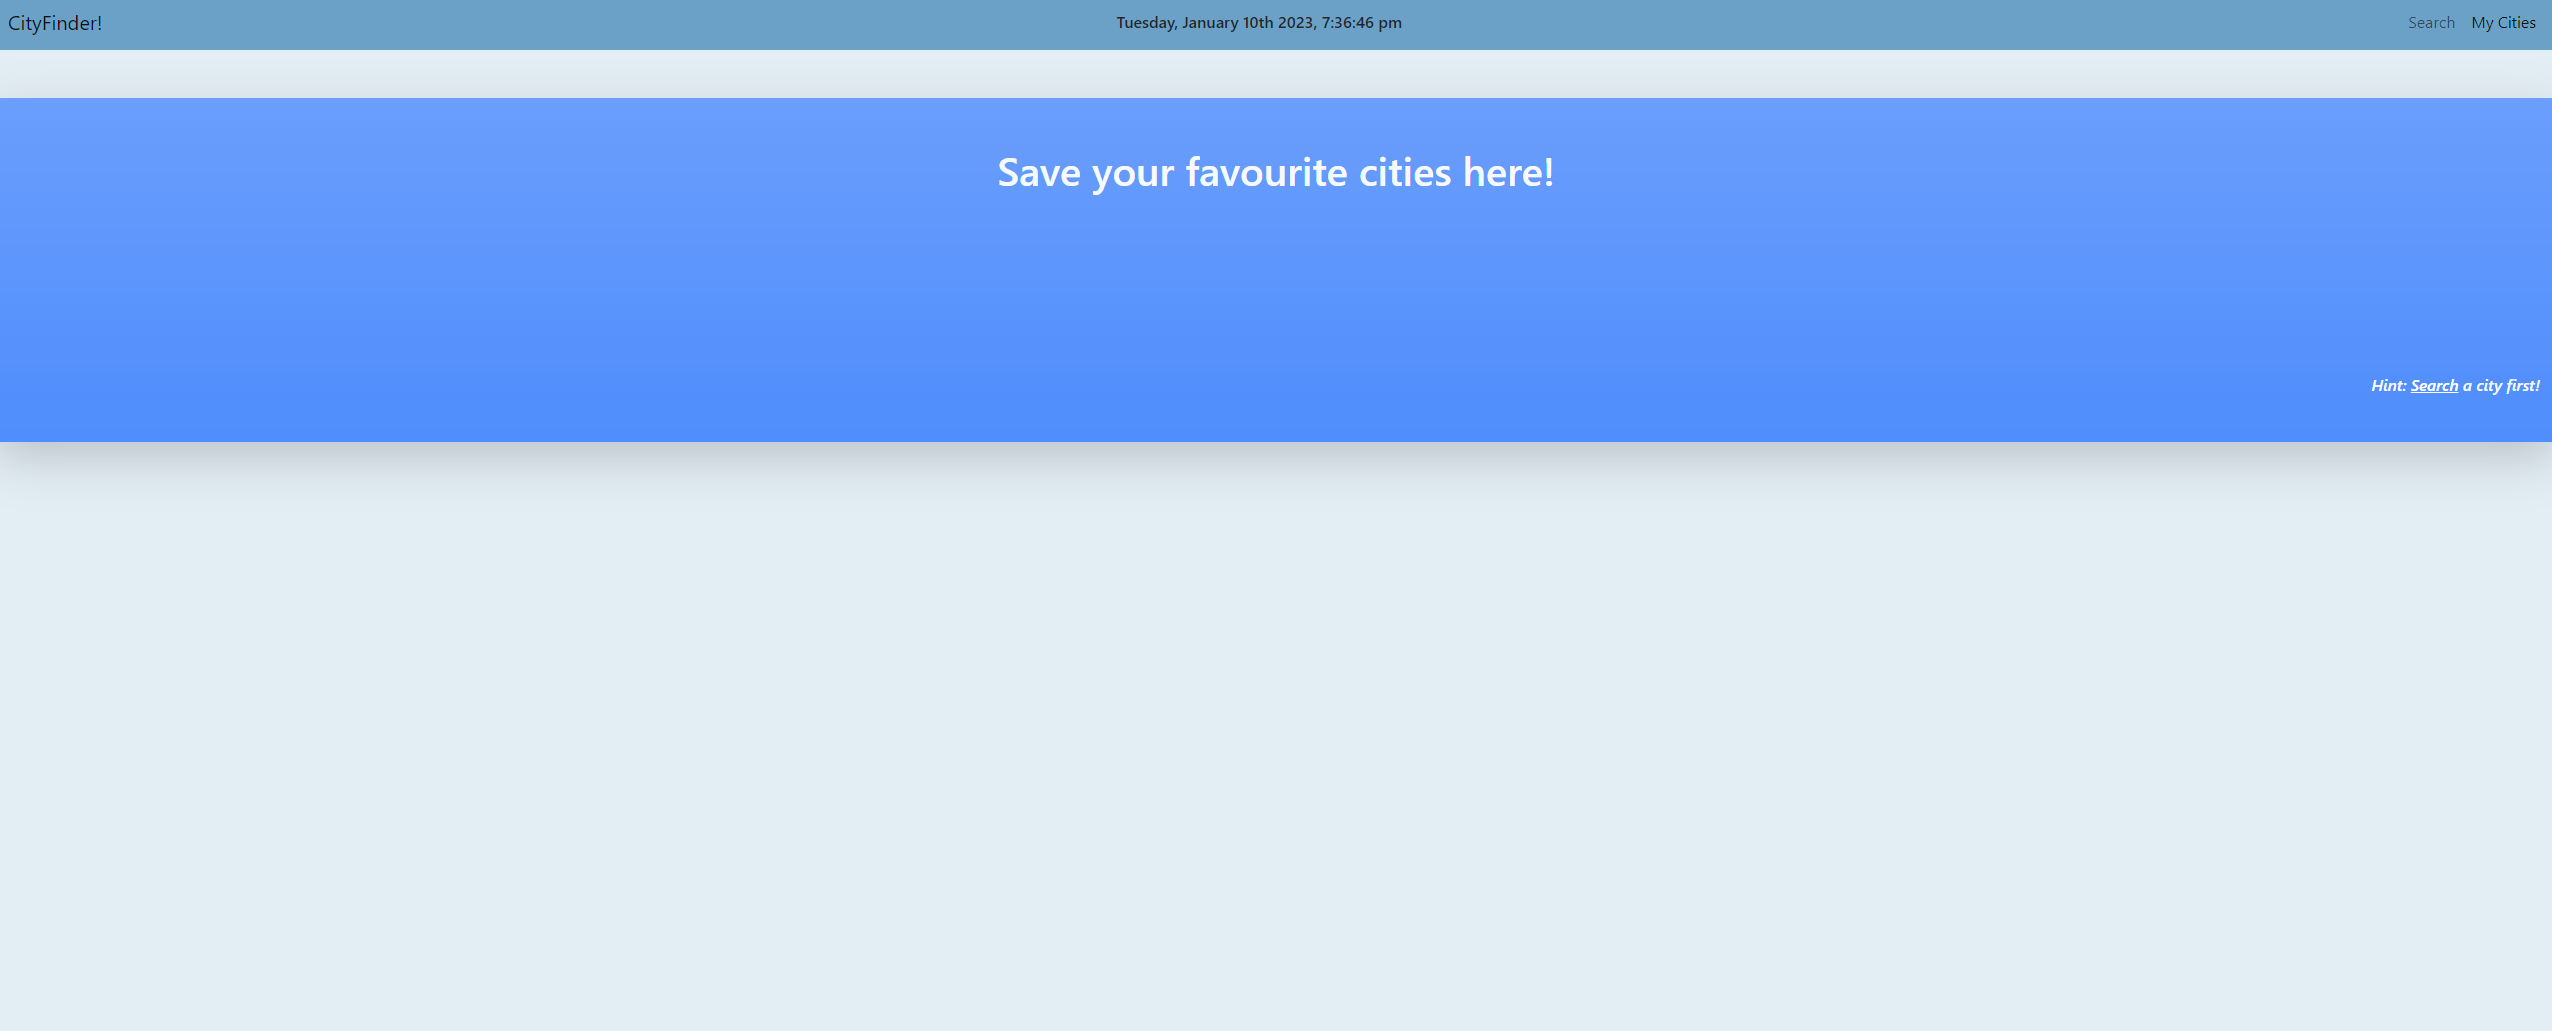 CityFinder!
Tuesday, January 10th 2023, 7:36:46 pm
Search
My Cities
Save your favourite cities here!
Hint: Search a city first!